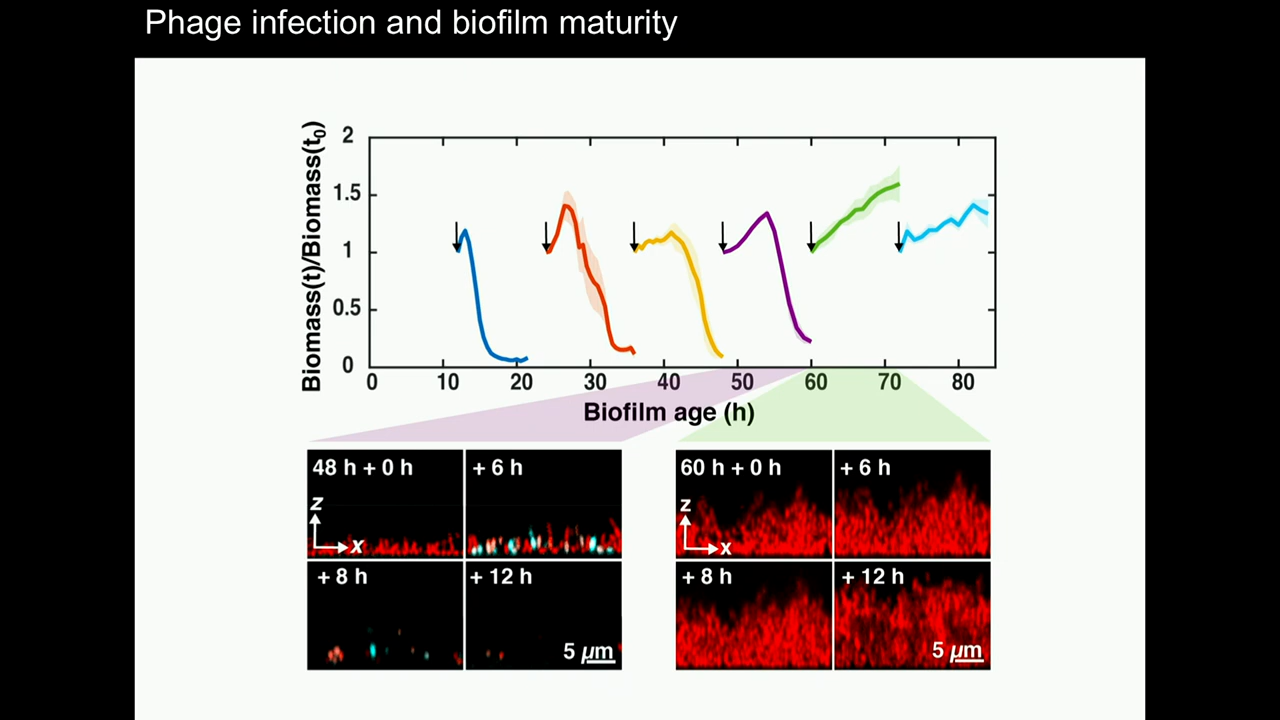 Phage infection and biofilm maturity
Biomass(t)/Biomass(t₀)
2
1.5
1
0.5
0
0 10 20 30 40 50 60 70 80
Biofilm age (h)
48 h + 0 h
+ 6 h
z
x
+ 8 h
+ 12 h
5 µm
60 h + 0 h
+ 6 h
z
x
+ 8 h
+ 12 h
5 µm